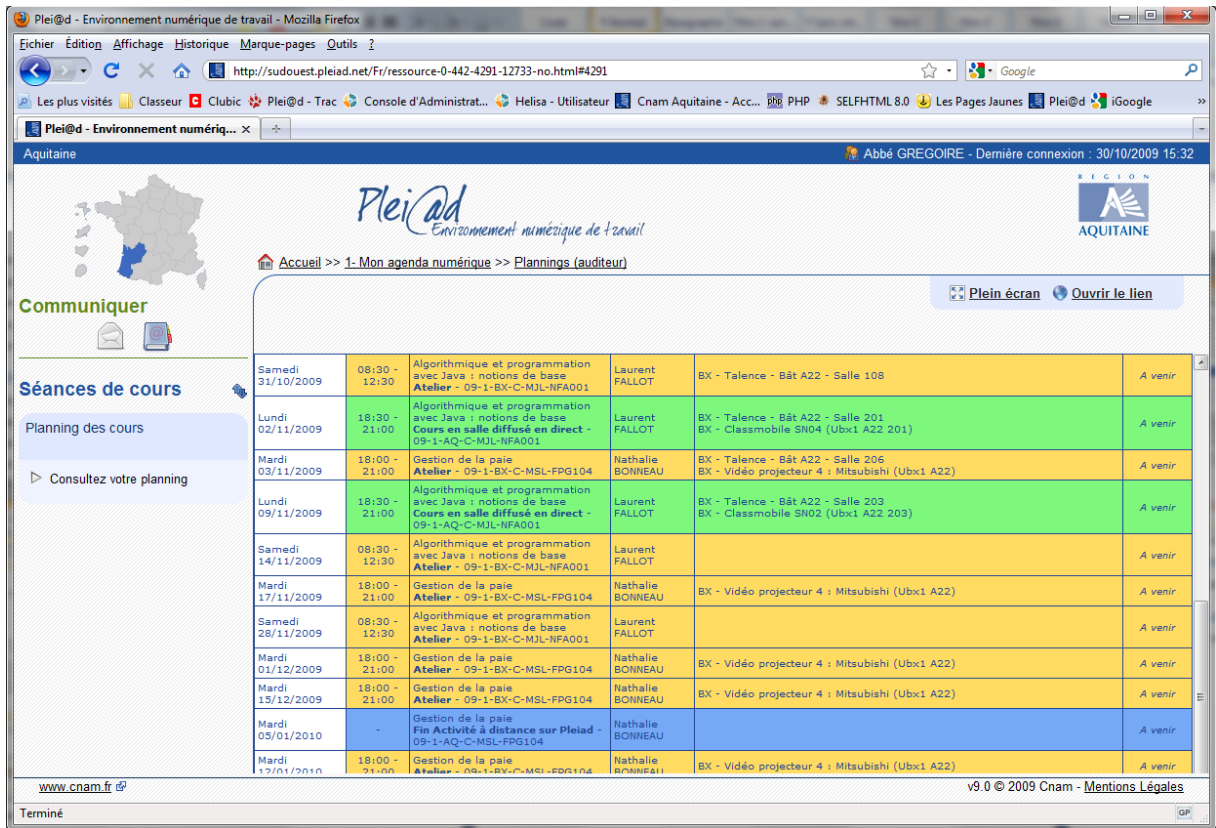 Plei@d - Environnement numérique de travail - Mozilla Firefox
Fichier Édition Affichage Historique Marque-pages Outils ?
http://sudouest.pleiad.net/Fr/ressource-0-442-4291-12733-no.html#4291
Google
Les plus visités Classeur Clubic Plei@d - Trac Console d'Administrat... Helisa - Utilisateur Cnam Aquitaine - Acc... PHP SELFHTML 8.0 Les Pages Jaunes Plei@d iGoogle »
Plei@d - Environnement numériq...
Aquitaine
Abbé GREGOIRE - Dernière connexion : 30/10/2009 15:32
Plei@d
Environnement numérique de travail
REGION
AQUITAINE
Accueil >> 1- Mon agenda numérique >> Plannings (auditeur)
Plein écran Ouvrir le lien
Communiquer
Séances de cours
Planning des cours
Consultez votre planning
Samedi 08:30 - Algorithmique et programmation Laurent BX - Talence - Bât A22 - Salle 108 A venir
31/10/2009 12:30 avec Java : notions de base FALLOT
Atelier - 09-1-BX-C-MJL-NFA001
Lundi 18:30 - Algorithmique et programmation Laurent BX - Talence - Bât A22 - Salle 201 A venir
02/11/2009 21:00 avec Java : notions de base FALLOT BX - Classmobile SN04 (Ubx1 A22 201)
Cours en salle diffusé en direct -
09-1-AQ-C-MJL-NFA001
Mardi 18:00 - Gestion de la paie Nathalie BX - Talence - Bât A22 - Salle 206 A venir
03/11/2009 21:00 Atelier - 09-1-BX-C-MSL-FPG104 BONNEAU BX - Vidéo projecteur 4 : Mitsubishi (Ubx1 A22)
Lundi 18:30 - Algorithmique et programmation Laurent BX - Talence - Bât A22 - Salle 203 A venir
09/11/2009 21:00 avec Java : notions de base FALLOT BX - Classmobile SN02 (Ubx1 A22 203)
Cours en salle diffusé en direct -
09-1-AQ-C-MJL-NFA001
Samedi 08:30 - Algorithmique et programmation Laurent A venir
14/11/2009 12:30 avec Java : notions de base FALLOT
Atelier - 09-1-BX-C-MJL-NFA001
Mardi 18:00 - Gestion de la paie Nathalie BX - Vidéo projecteur 4 : Mitsubishi (Ubx1 A22) A venir
17/11/2009 21:00 Atelier - 09-1-BX-C-MSL-FPG104 BONNEAU
Samedi 08:30 - Algorithmique et programmation Laurent A venir
28/11/2009 12:30 avec Java : notions de base FALLOT
Atelier - 09-1-BX-C-MJL-NFA001
Mardi 18:00 - Gestion de la paie Nathalie BX - Vidéo projecteur 4 : Mitsubishi (Ubx1 A22) A venir
01/12/2009 21:00 Atelier - 09-1-BX-C-MSL-FPG104 BONNEAU
Mardi 18:00 - Gestion de la paie Nathalie BX - Vidéo projecteur 4 : Mitsubishi (Ubx1 A22) A venir
15/12/2009 21:00 Atelier - 09-1-BX-C-MSL-FPG104 BONNEAU
Mardi - Gestion de la paie Nathalie A venir
05/01/2010 Fin Activité à distance sur Pleiad - BONNEAU
09-1-AQ-C-MSL-FPG104
Mardi 18:00 - Gestion de la paie Nathalie BX - Vidéo projecteur 4 : Mitsubishi (Ubx1 A22) A venir
12/01/2010 21:00 Atelier - 09-1-BX-C-MSL-FPG104 BONNEAU
www.cnam.fr
v9.0 © 2009 Cnam - Mentions Légales
Terminé
GP